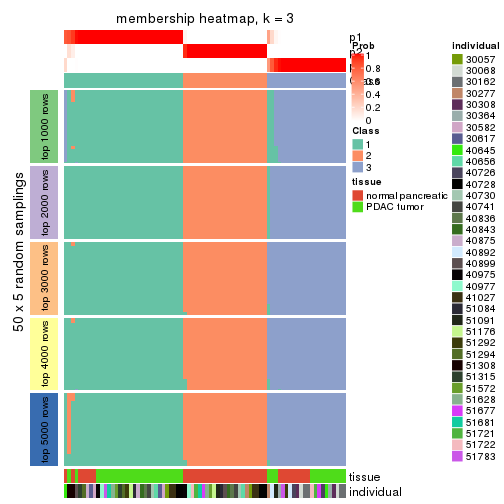 membership heatmap, k = 3
p1
p2
50 x 5 random samplings
top 1000 rows
top 2000 rows
top 3000 rows
top 4000 rows
top 5000 rows
tissue
individual
Prob
1
0.8
0.6
0.4
0.2
0
Class
1
2
3
tissue
normal pancreatic
PDAC tumor
individual
30057
30068
30162
30277
30308
30364
30582
30617
40645
40656
40726
40728
40730
40741
40836
40843
40875
40892
40899
40975
40977
41027
51084
51091
51176
51292
51294
51308
51315
51572
51628
51677
51681
51721
51722
51783